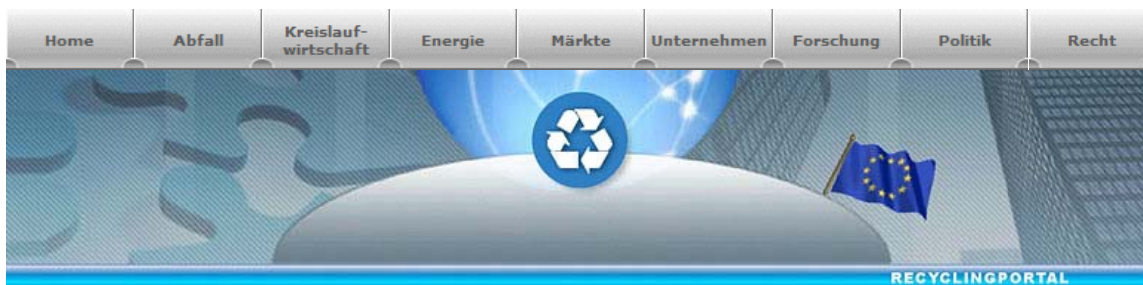 Home
Abfall
Kreislauf-
wirtschaft
Energie
Märkte
Unternehmen
Forschung
Politik
Recht
RECYCLINGPORTAL